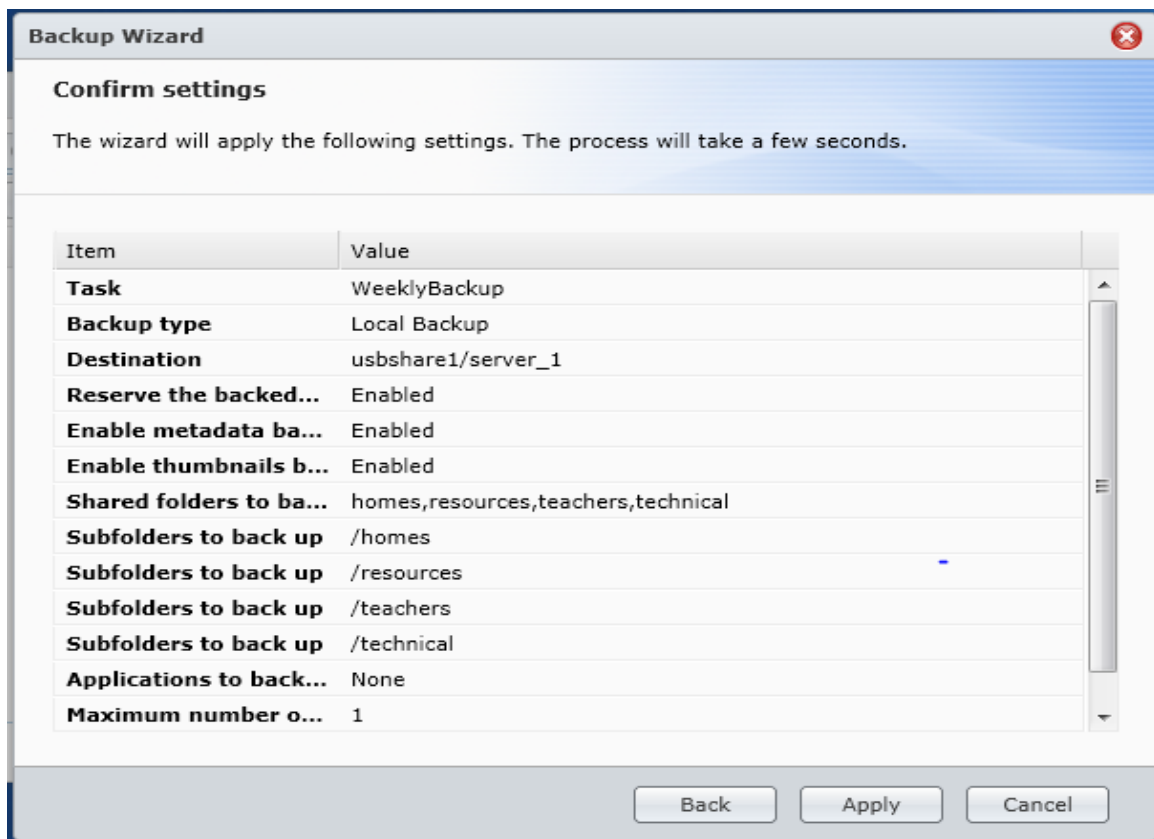 Backup Wizard
Confirm settings
The wizard will apply the following settings. The process will take a few seconds.
Item Value
Task WeeklyBackup
Backup type Local Backup
Destination usbshare1/server_1
Reserve the backed... Enabled
Enable metadata ba... Enabled
Enable thumbnails b... Enabled
Shared folders to ba... homes,resources,teachers,technical
Subfolders to back up /homes
Subfolders to back up /resources
Subfolders to back up /teachers
Subfolders to back up /technical
Applications to back... None
Maximum number o... 1
Back Apply Cancel